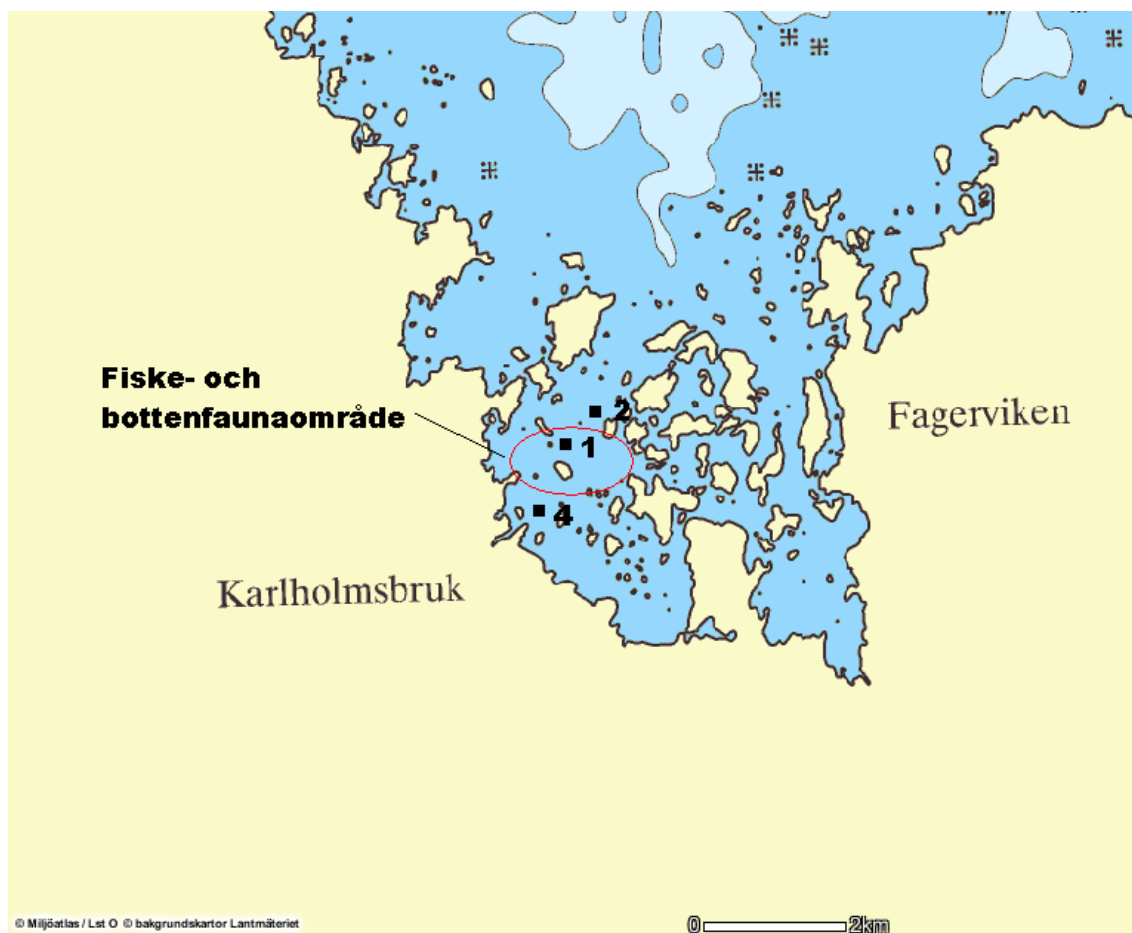 Fiske- och
bottenfaunaområde
2
Fagerviken
1
4
Karlholmsbruk
© Miljöatlas / Lst O © bakgrundskartor Lantmäteriet
0 2km